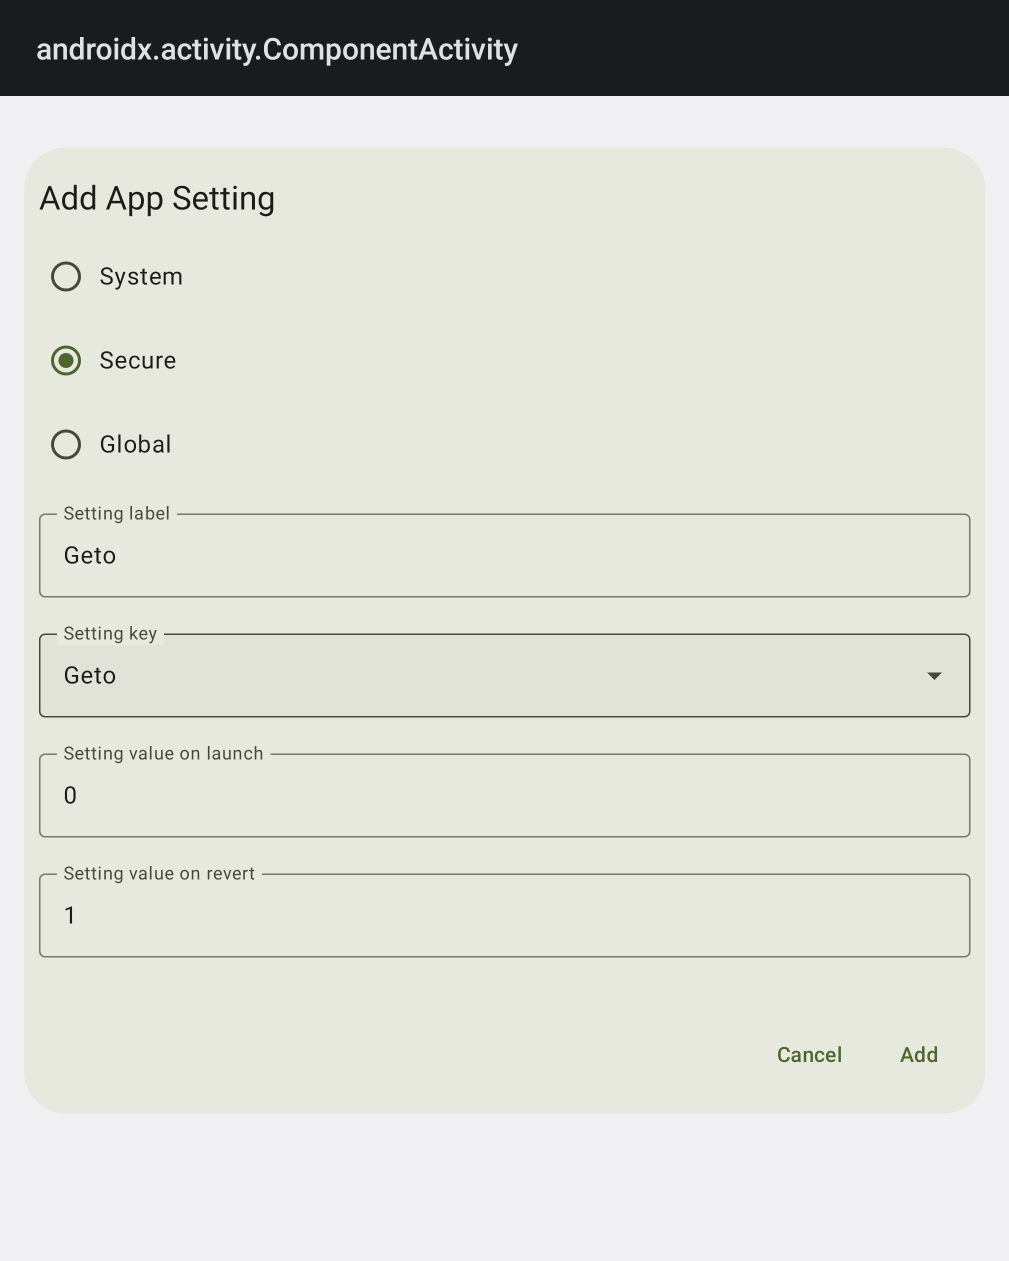 androidx.activity.ComponentActivity
Add App Setting
System
Secure
Global
Setting label
Geto
Setting key
Geto
Setting value on launch
0
Setting value on revert
1
Cancel Add